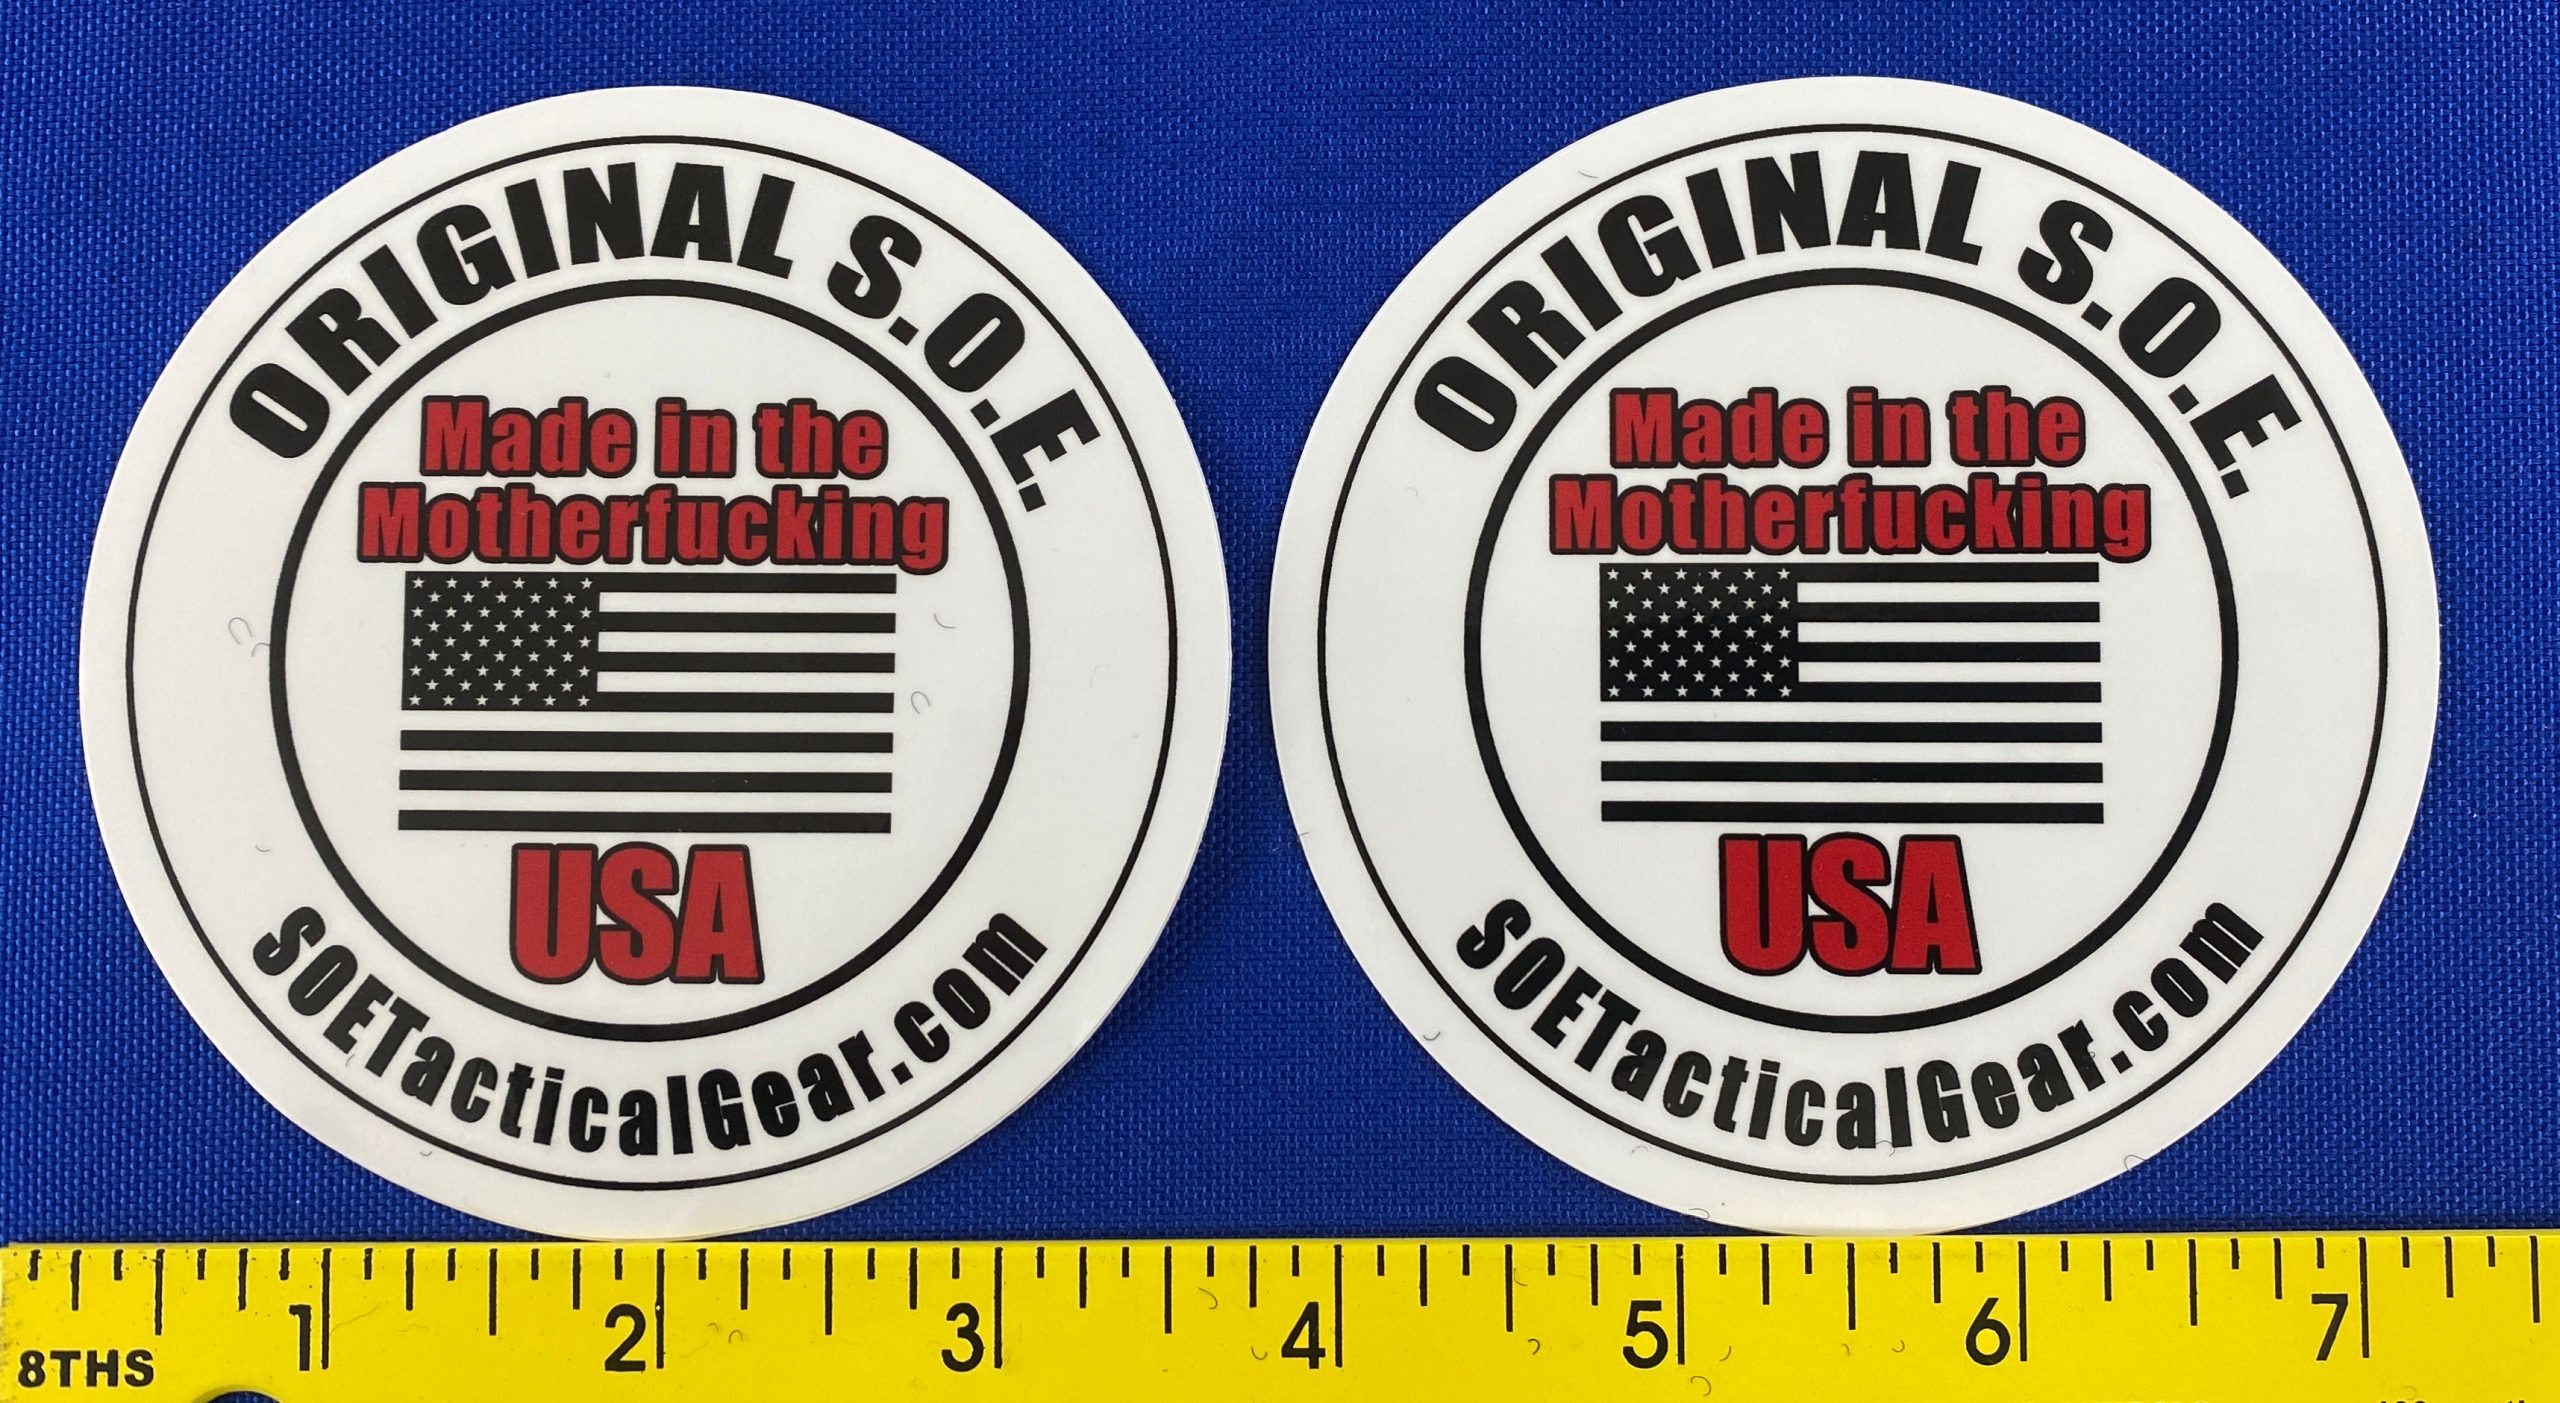 ORIGINAL S.O.E.
Made in the
Motherfucking
USA
SOETacticalGear.com
ORIGINAL S.O.E.
Made in the
Motherfucking
USA
SOETacticalGear.com
1 2 3 4 5 6 7
8THS